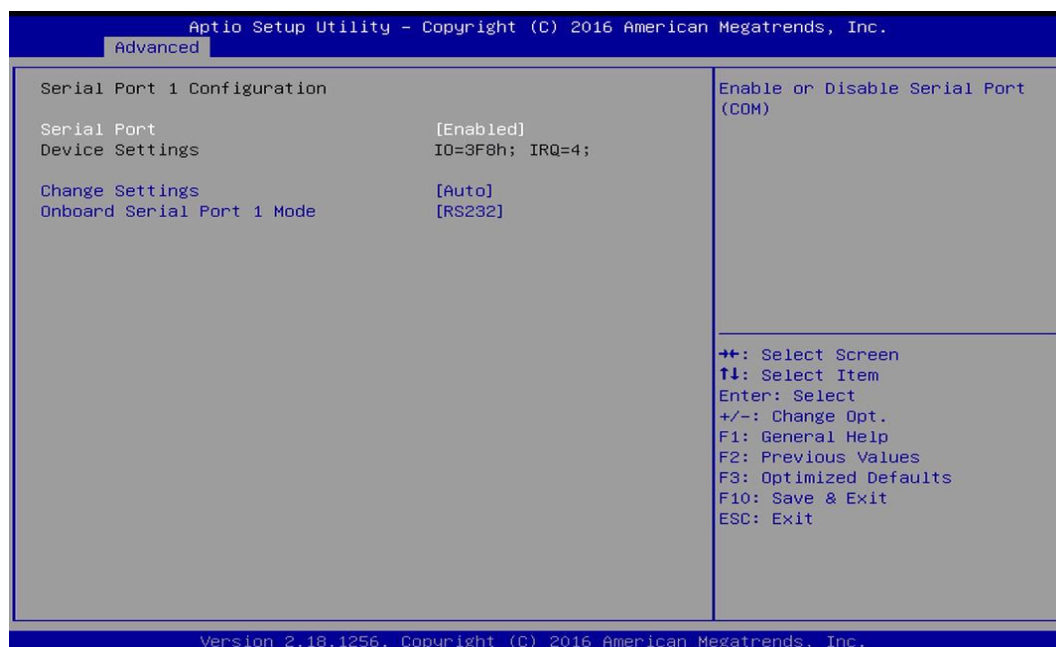 Aptio Setup Utility – Copyright (C) 2016 American Megatrends, Inc.
Advanced
Serial Port 1 Configuration
Serial Port [Enabled]
Device Settings IO=3F8h; IRQ=4;
Change Settings [Auto]
Onboard Serial Port 1 Mode [RS232]
Enable or Disable Serial Port
(COM)
→←: Select Screen
↑↓: Select Item
Enter: Select
+/-: Change Opt.
F1: General Help
F2: Previous Values
F3: Optimized Defaults
F10: Save & Exit
ESC: Exit
Version 2.18.1256. Copyright (C) 2016 American Megatrends, Inc.